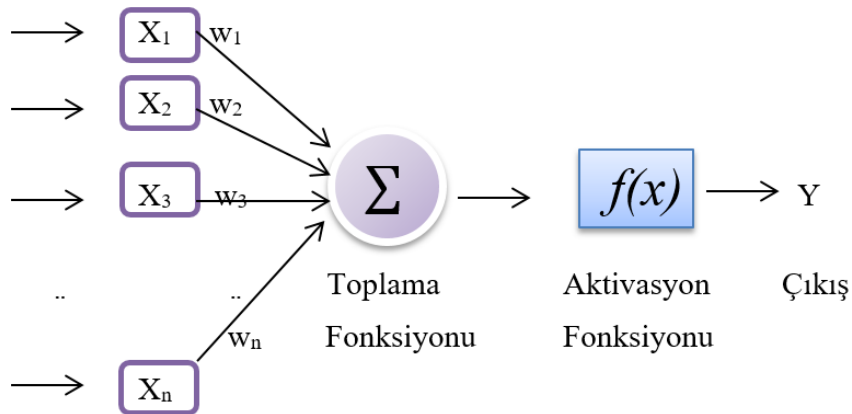 X₁ w₁
X₂ w₂
X₃ w₃
Σ f(x) Y
.. .. Toplama Aktivasyon Çıkış
Fonksiyonu Fonksiyonu
wₙ
Xₙ